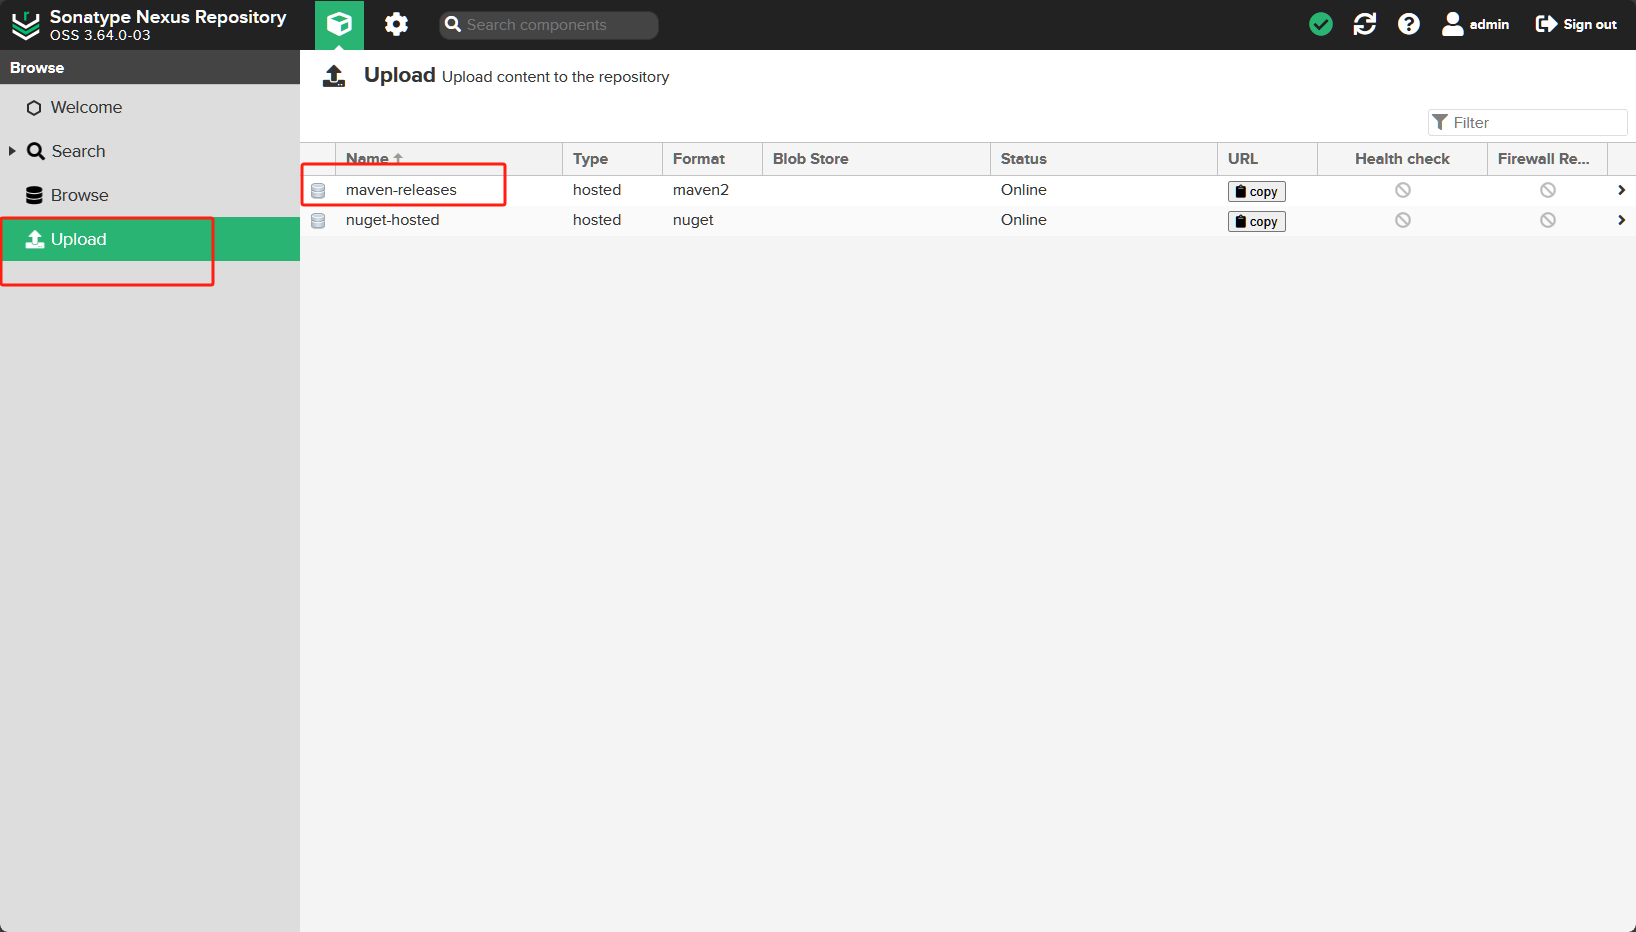 Sonatype Nexus Repository
OSS 3.64.0-03
Search components
admin
Sign out
Browse
Welcome
Search
Browse
Upload
Upload Upload content to the repository
Filter
Name Type Format Blob Store Status URL Health check Firewall Re...
maven-releases hosted maven2 Online copy
nuget-hosted hosted nuget Online copy